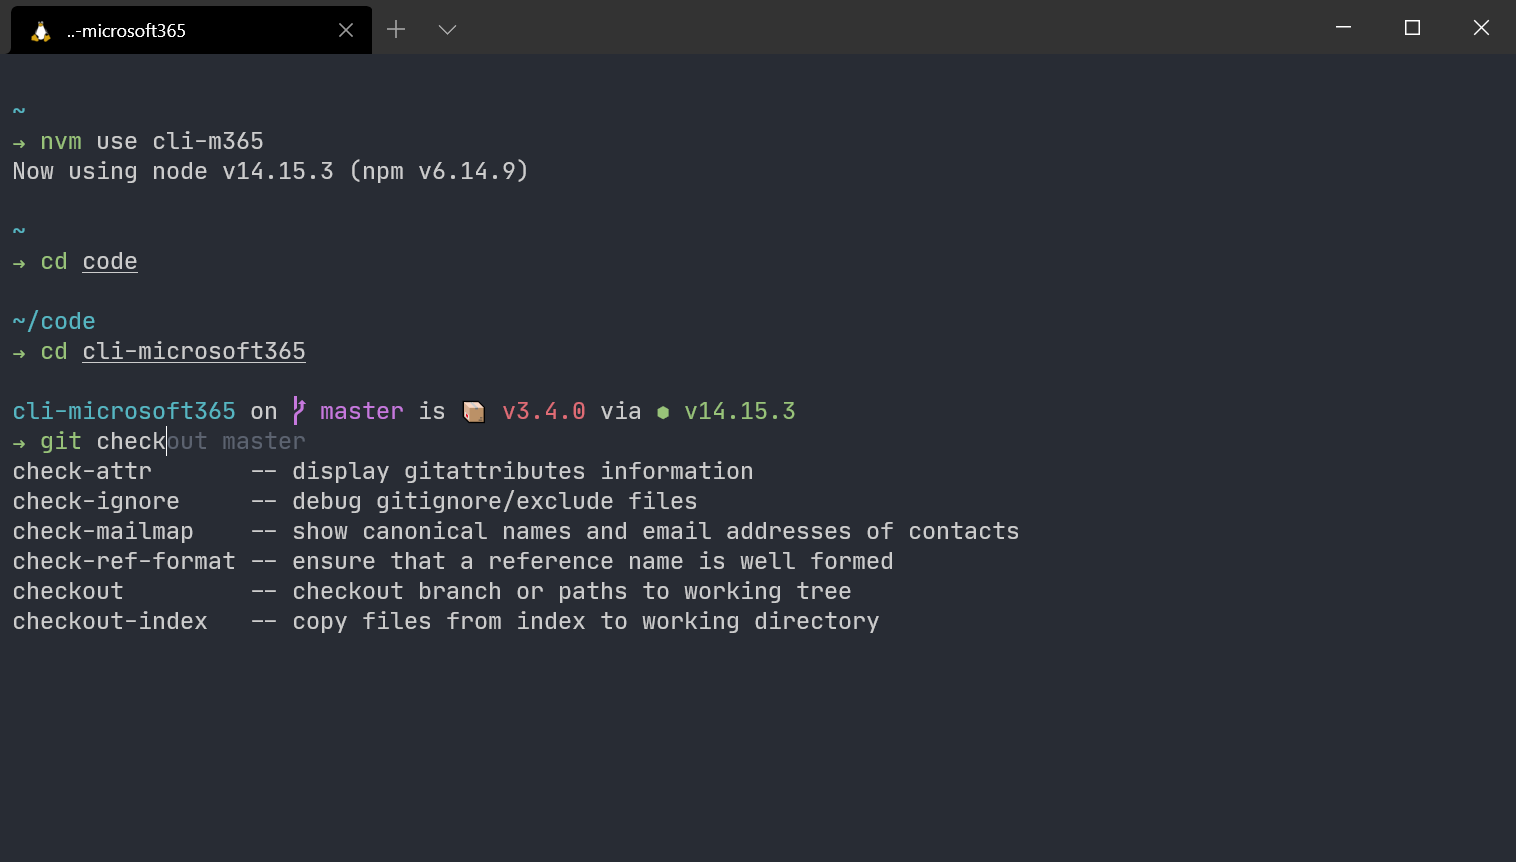 ..-microsoft365
~
→ nvm use cli-m365
Now using node v14.15.3 (npm v6.14.9)
~
→ cd code
~/code
→ cd cli-microsoft365
cli-microsoft365 on master is 📦 v3.4.0 via ⬢ v14.15.3
→ git checkout master
check-attr       -- display gitattributes information
check-ignore     -- debug gitignore/exclude files
check-mailmap    -- show canonical names and email addresses of contacts
check-ref-format -- ensure that a reference name is well formed
checkout         -- checkout branch or paths to working tree
checkout-index   -- copy files from index to working directory